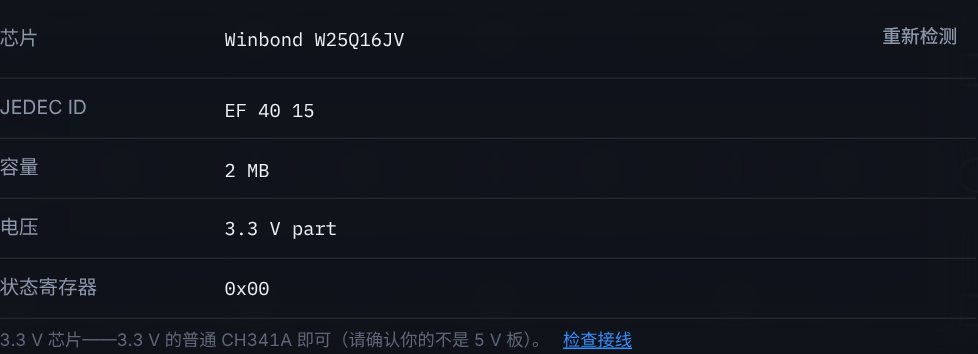 芯片 Winbond W25Q16JV 重新检测
JEDEC ID EF 40 15
容量 2 MB
电压 3.3 V part
状态寄存器 0x00
3.3 V 芯片——3.3 V 的普通 CH341A 即可（请确认你的不是 5 V 板）。 检查接线